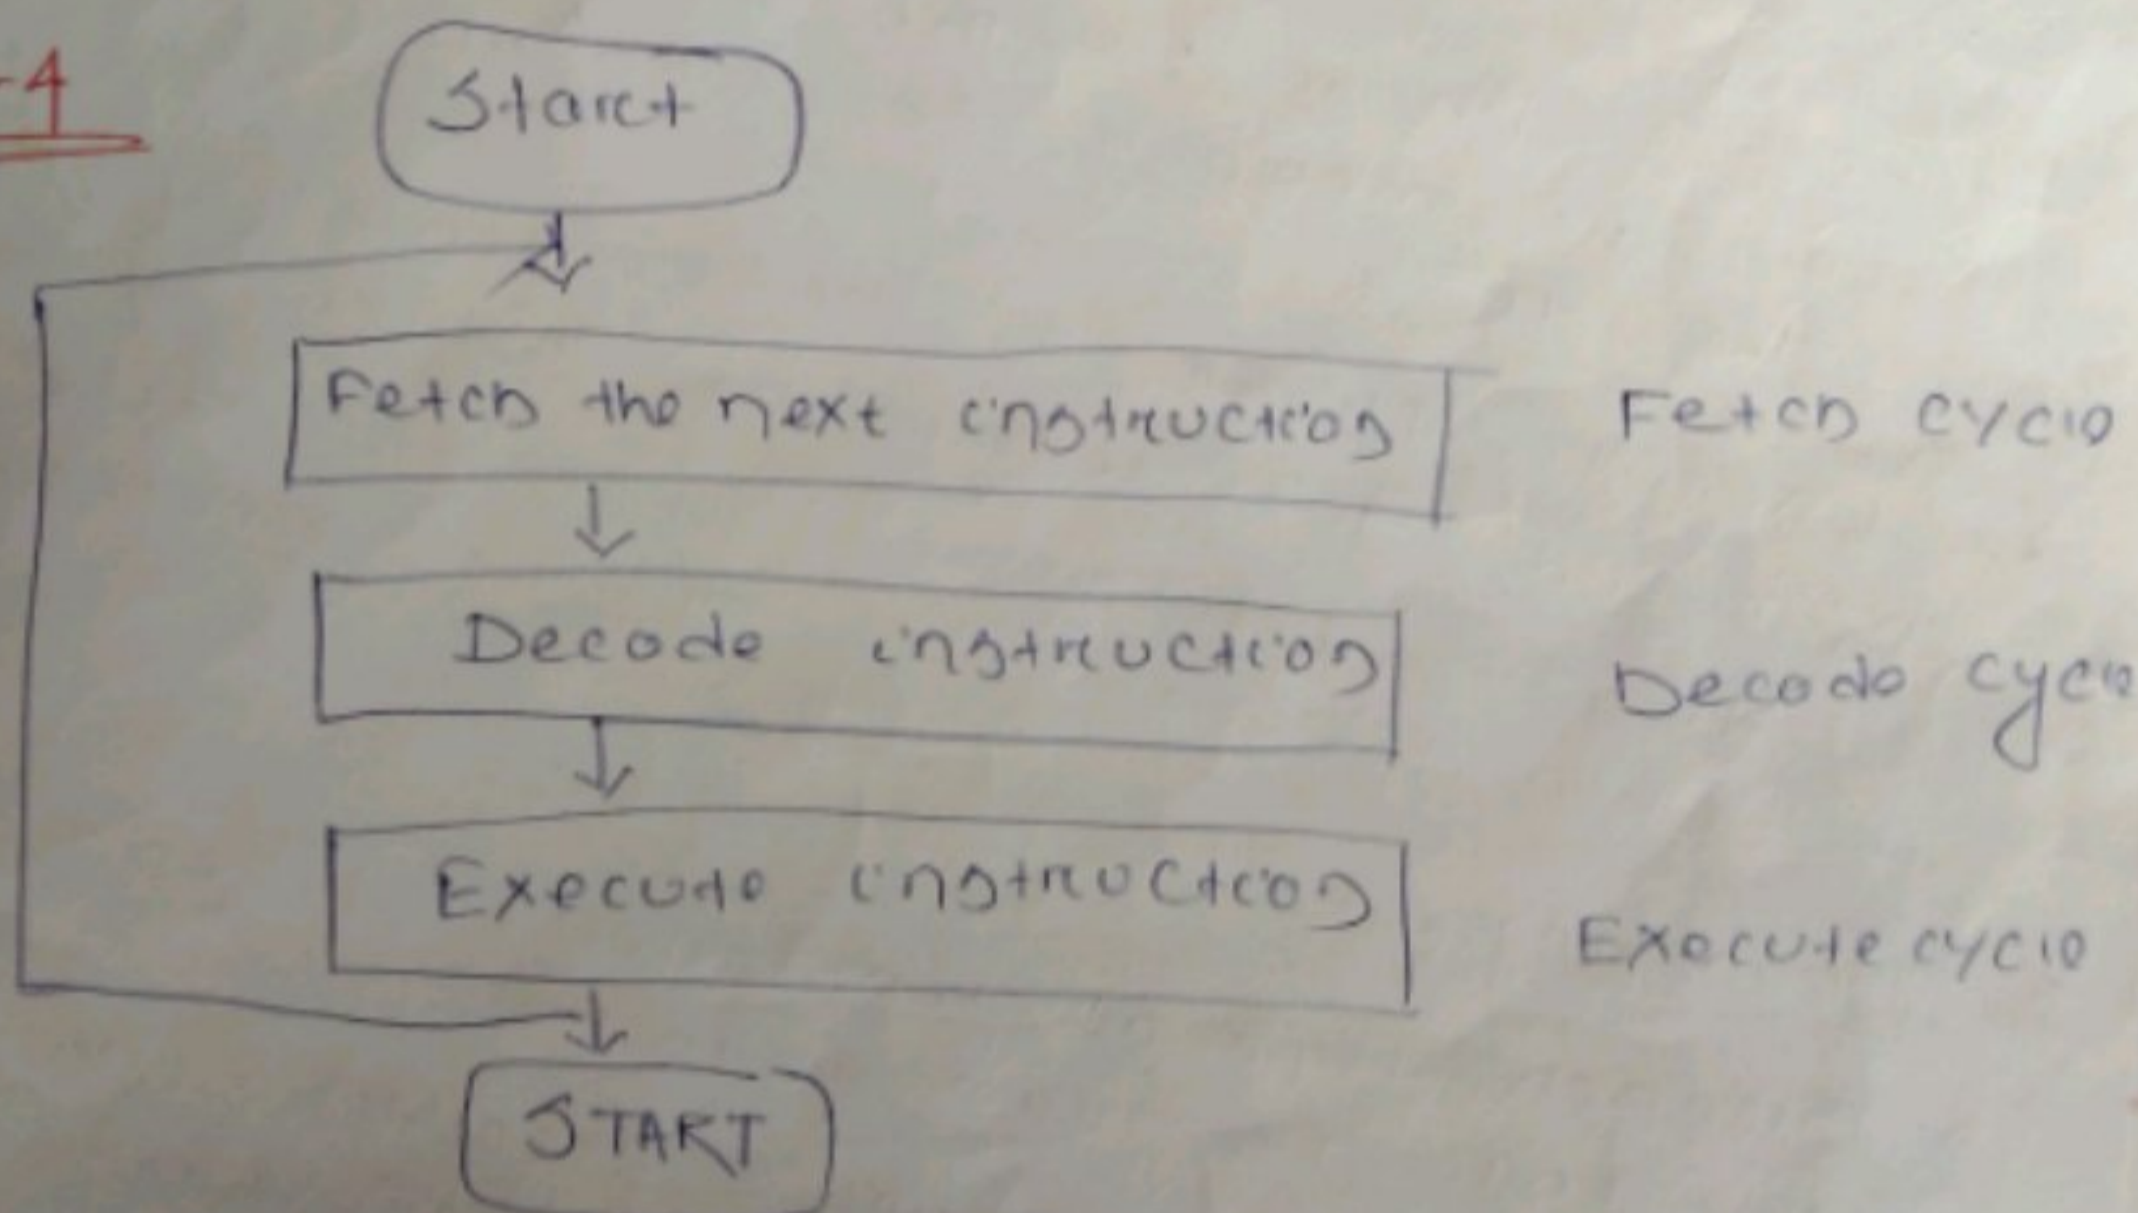 -4
Start
Fetch the next instruction
Fetch cycle
Decode instruction
Decode cycle
Execute instruction
Execute cycle
START